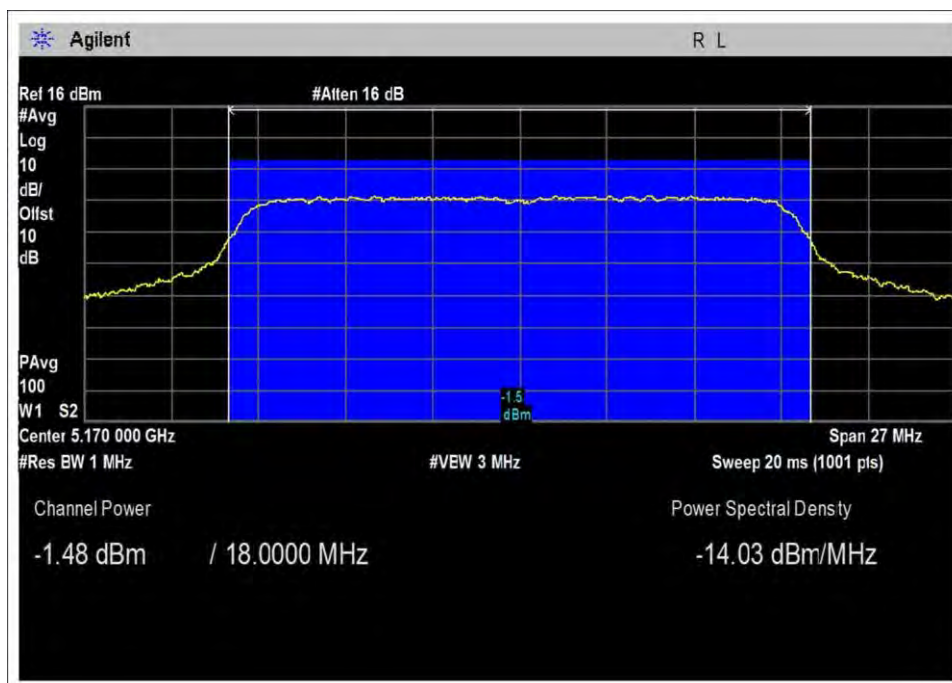 Agilent R L
Ref 16 dBm #Atten 16 dB
#Avg
Log
10
dB/
Offst
10
dB
PAvg
100
W1 S2
-1.5
dBm
Center 5.170 000 GHz Span 27 MHz
#Res BW 1 MHz #VBW 3 MHz Sweep 20 ms (1001 pts)
Channel Power Power Spectral Density
-1.48 dBm / 18.0000 MHz -14.03 dBm/MHz